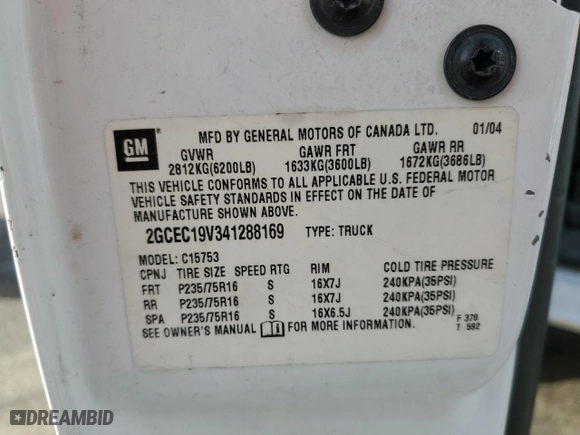 GM
MFD BY GENERAL MOTORS OF CANADA LTD. 01/04
GVWR GAWR FRT GAWR RR
2812KG(6200LB) 1633KG(3600LB) 1672KG(3686LB)
THIS VEHICLE CONFORMS TO ALL APPLICABLE U.S. FEDERAL MOTOR
VEHICLE SAFETY STANDARDS IN EFFECT ON THE DATE OF
MANUFACTURE SHOWN ABOVE.
2GCEC19V341288169 TYPE: TRUCK
MODEL: C15753
CPNJ TIRE SIZE SPEED RTG RIM COLD TIRE PRESSURE
FRT P235/75R16 S 16X7J 240KPA(35PSI)
RR P235/75R16 S 16X7J 240KPA(35PSI)
SPA P235/75R16 S 16X6.5J 240KPA(35PSI)
SEE OWNER'S MANUAL FOR MORE INFORMATION.
F 370
T 592
DREAMBID